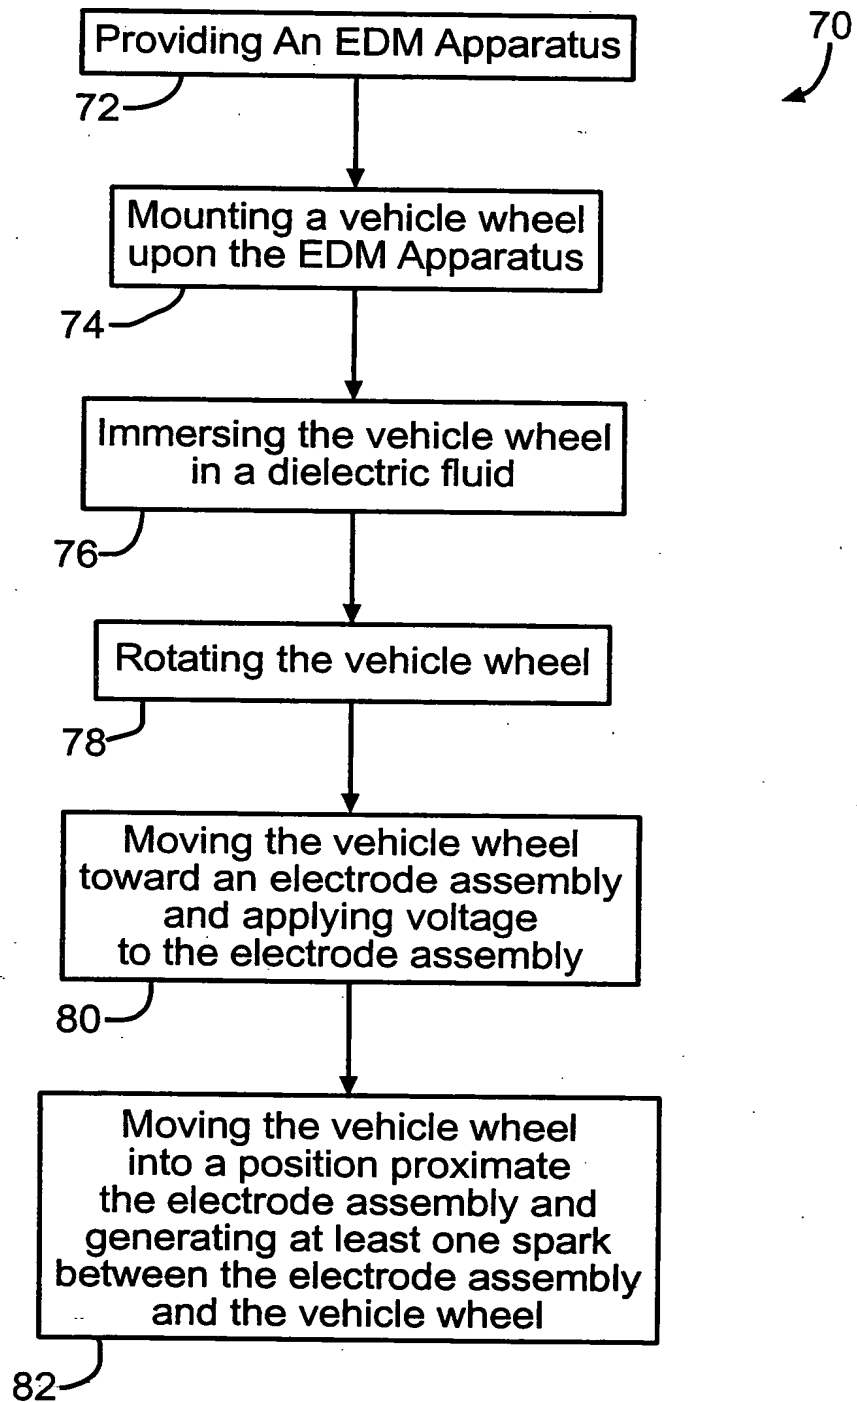 70
Providing An EDM Apparatus
72
Mounting a vehicle wheel
upon the EDM Apparatus
74
Immersing the vehicle wheel
in a dielectric fluid
76
Rotating the vehicle wheel
78
Moving the vehicle wheel
toward an electrode assembly
and applying voltage
to the electrode assembly
80
Moving the vehicle wheel
into a position proximate
the electrode assembly and
generating at least one spark
between the electrode assembly
and the vehicle wheel
82